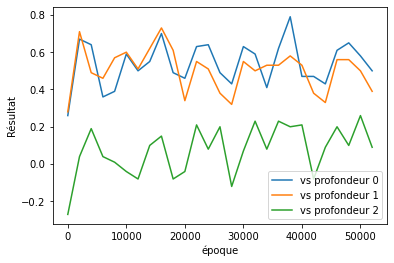 0.8
0.6
0.4
0.2
0.0
−0.2
Résultat
0
10000
20000
30000
40000
50000
époque
vs profondeur 0
vs profondeur 1
vs profondeur 2